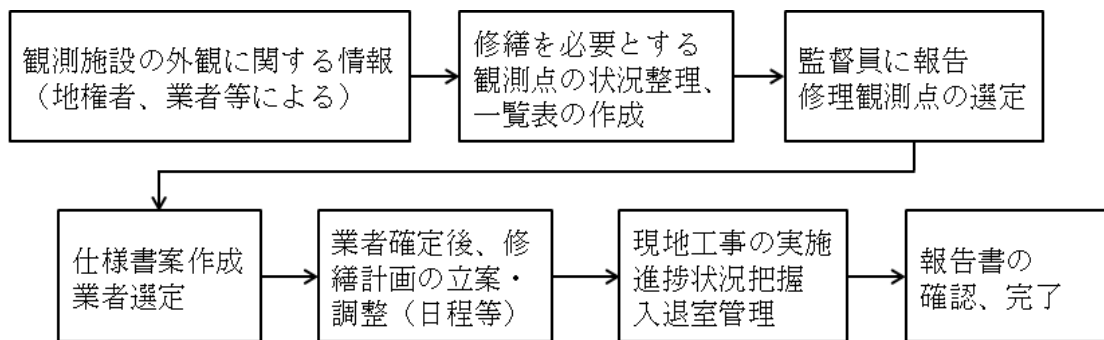 観測施設の外観に関する情報
（地権者、業者等による）
修繕を必要とする
観測点の状況整理、
一覧表の作成
監督員に報告
修理観測点の選定
仕様書案作成
業者選定
業者確定後、修
繕計画の立案・
調整（日程等）
現地工事の実施
進捗状況把握
入退室管理
報告書の
確認、完了